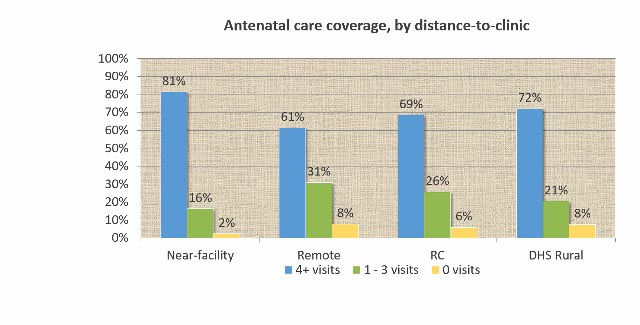 Antenatal care coverage, by distance-to-clinic
100%
90%
80%
70%
60%
50%
40%
30%
20%
10%
0%
81%
16%
2%
61%
31%
8%
69%
26%
6%
72%
21%
8%
Near-facility
Remote
RC
DHS Rural
4+ visits
1 - 3 visits
0 visits